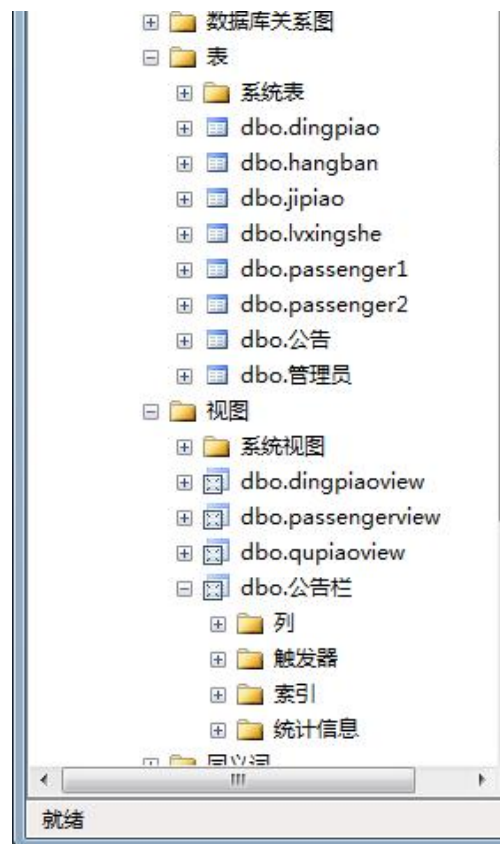 数据库关系图
表
系统表
dbo.dingpiao
dbo.hangban
dbo.jipiao
dbo.lvxingshe
dbo.passenger1
dbo.passenger2
dbo.公告
dbo.管理员
视图
系统视图
dbo.dingpiaoview
dbo.passengerview
dbo.qupiaoview
dbo.公告栏
列
触发器
索引
统计信息
同义词
就绪